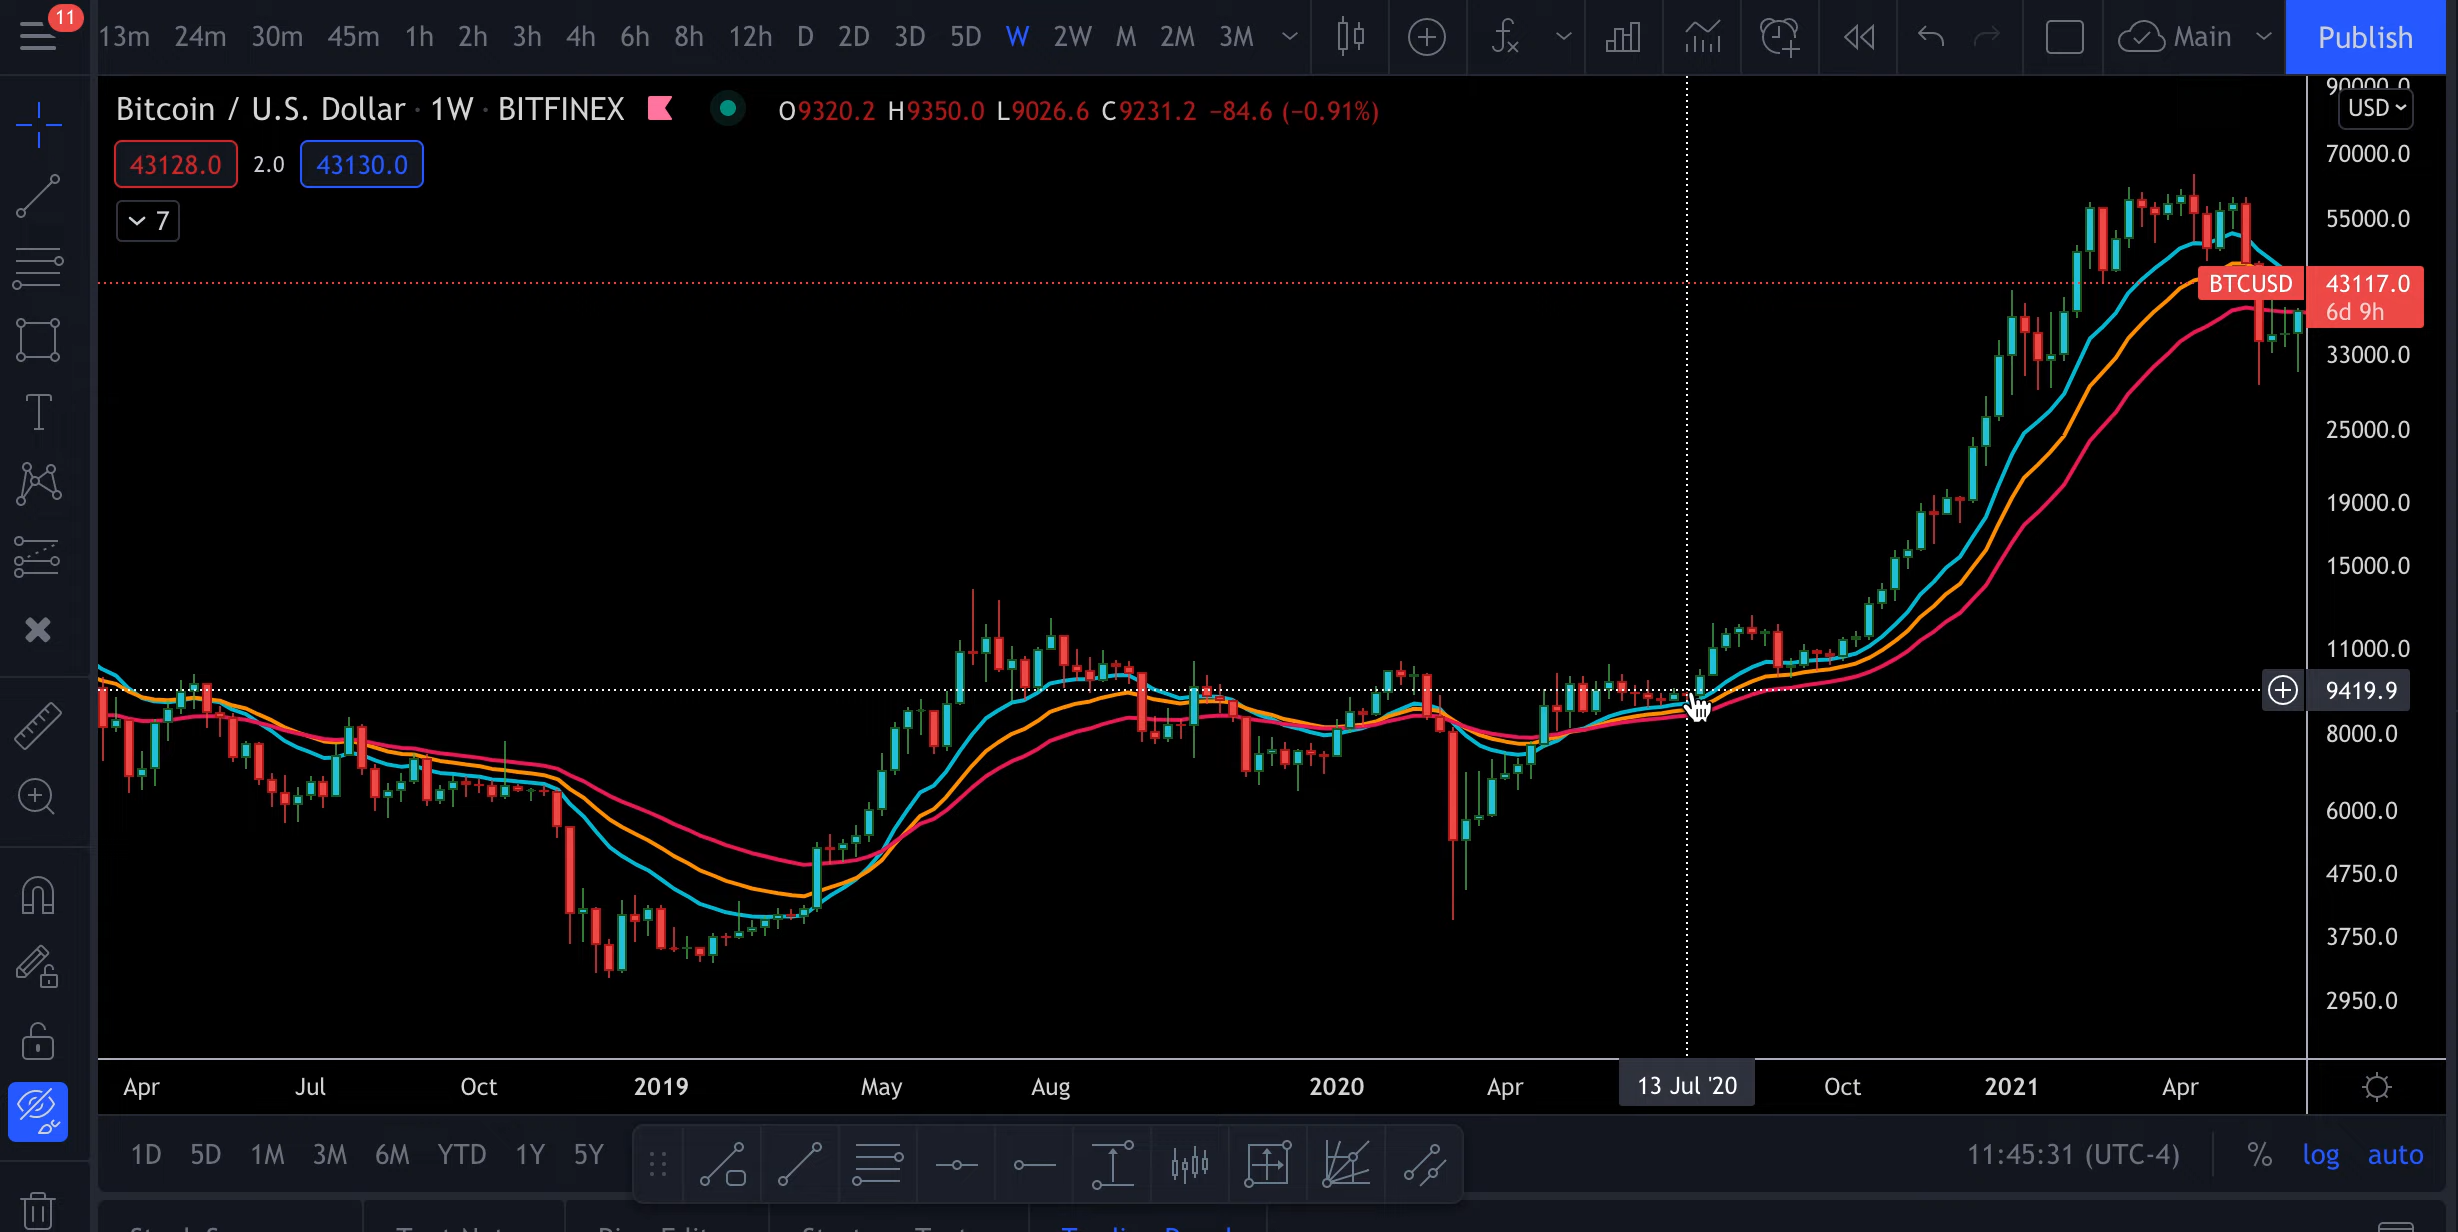 11
13m 24m 30m 45m 1h 2h 3h 4h 6h 8h 12h D 2D 3D 5D W 2W M 2M 3M Main Publish
Bitcoin / U.S. Dollar · 1W · BITFINEX O9320.2 H9350.0 L9026.6 C9231.2 −84.6 (−0.91%)
43128.0 2.0 43130.0
7
USD
70000.0
55000.0
BTCUSD 43117.0
6d 9h
33000.0
25000.0
19000.0
15000.0
11000.0
9419.9
8000.0
6000.0
4750.0
3750.0
2950.0
Apr Jul Oct 2019 May Aug 2020 Apr 13 Jul '20 Oct 2021 Apr
1D 5D 1M 3M 6M YTD 1Y 5Y 11:45:31 (UTC-4) % log auto